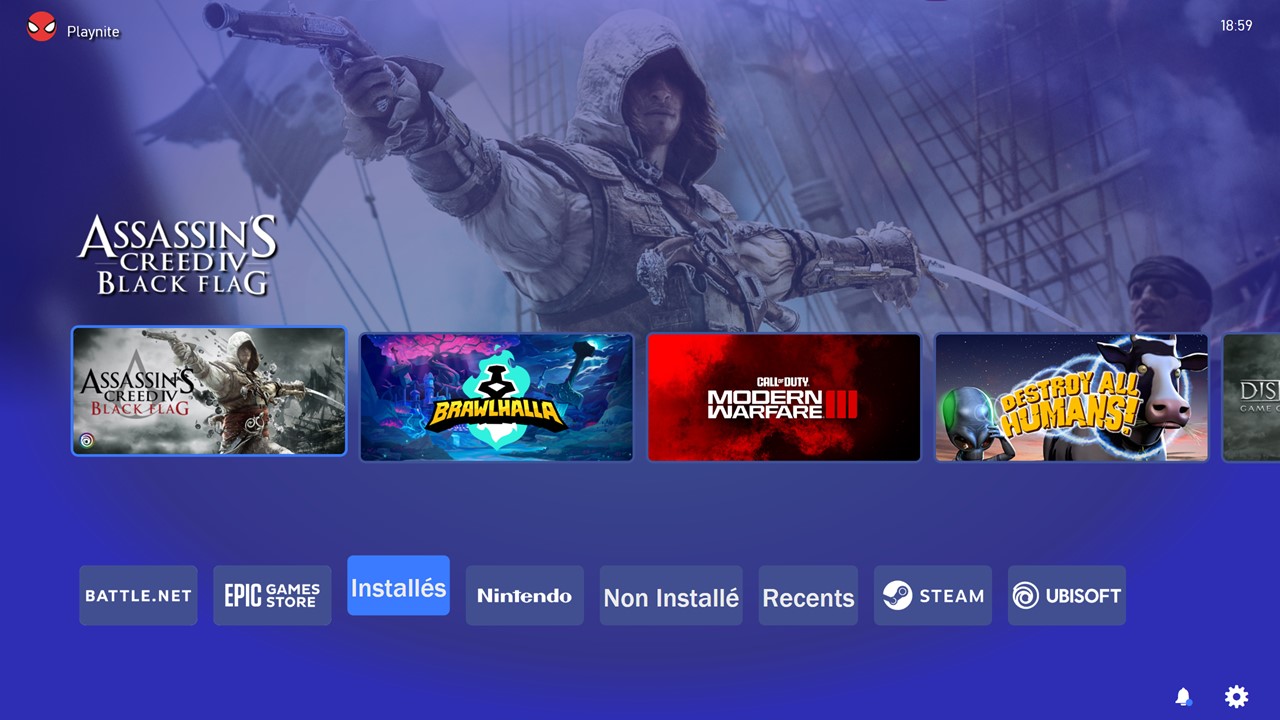 Playnite
18:59
ASSASSIN'S
CREED IV
BLACK FLAG
ASSASSIN'S
CREED IV
BLACK FLAG
BRAWLHALLA
CALL OF DUTY
MODERN
WARFARE III
DESTROY ALL
HUMANS!
DIS
GAME
BATTLE.NET
EPIC GAMES
STORE
Installés
Nintendo
Non Installé
Recents
STEAM
UBISOFT